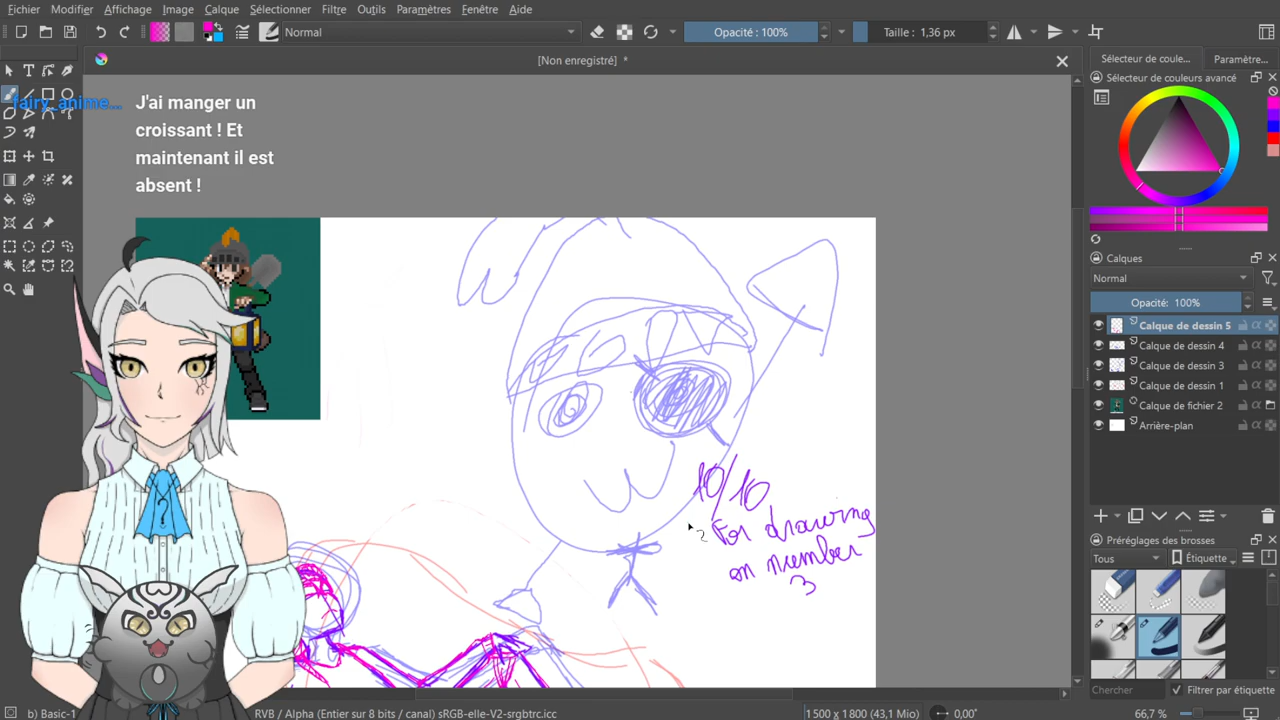 Fichier Modifier Affichage Image Calque Sélectionner Filtre Outils Paramètres Fenêtres Aide
Normal Opacité : 100% Taille : 1,36 px
[Non enregistré] *
fairy_anime...
J'ai manger un
croissant ! Et
maintenant il est
absent !
10/10
For drawing
on number
3
?
Sélecteur de coule... Paramètre...
Sélecteur de couleurs avancé
Calques
Normal
Opacité: 100%
Calque de dessin 5
Calque de dessin 4
Calque de dessin 3
Calque de dessin 1
Calque de fichier 2
Arrière-plan
Préréglages de brosses
Tous Étiquette
Chercher Filtrer par étiquette
b) Basic-1 RVB / Alpha (Entier sur 8 bits / canal) sRGB-elle-V2-srgbtrc.icc 1 500 x 1 800 (43,1 Mio) 0,00° 66,7 %